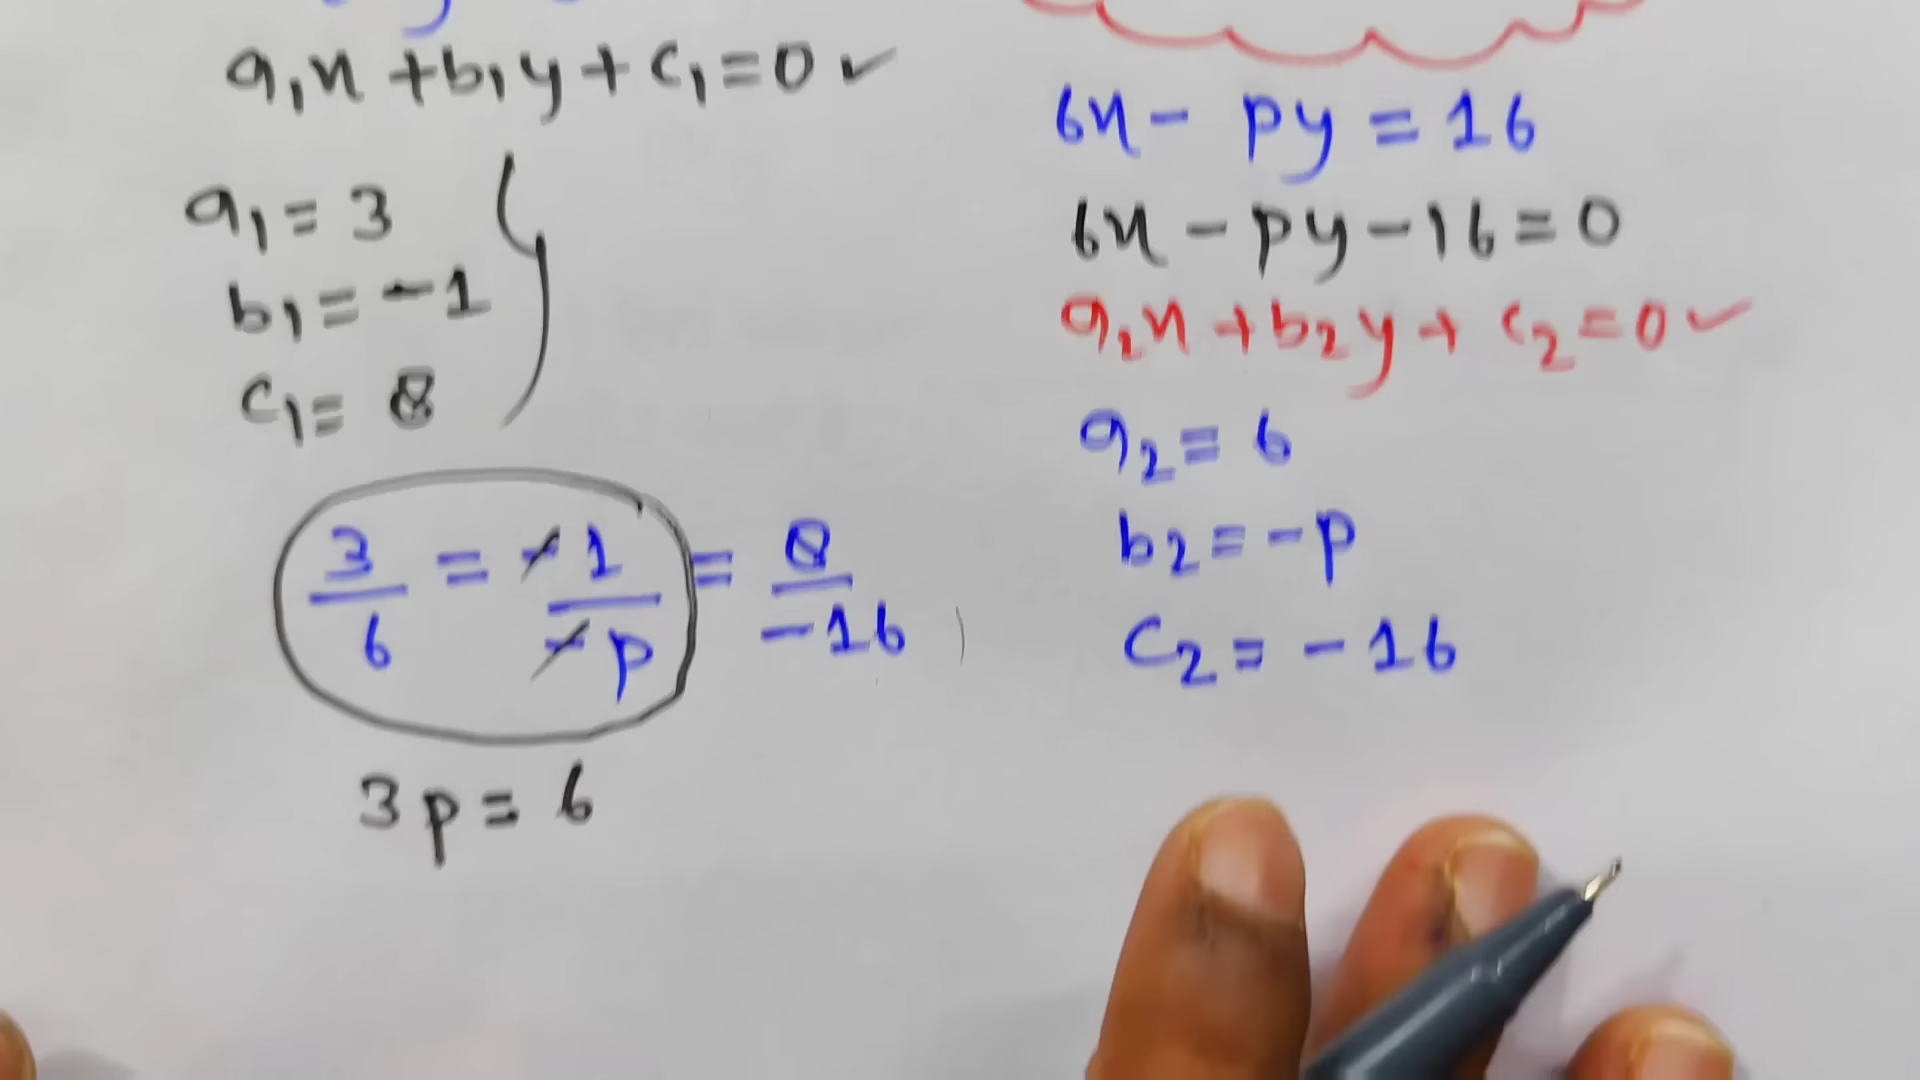 a₁x + b₁y + c₁ = 0 ✓
a₁ = 3
b₁ = -1
c₁ = 8
3/6 = -1/-p = 8/-16
3p = 6
6x - py = 16
6x - py - 16 = 0
a₂x + b₂y + c₂ = 0 ✓
a₂ = 6
b₂ = -p
c₂ = -16